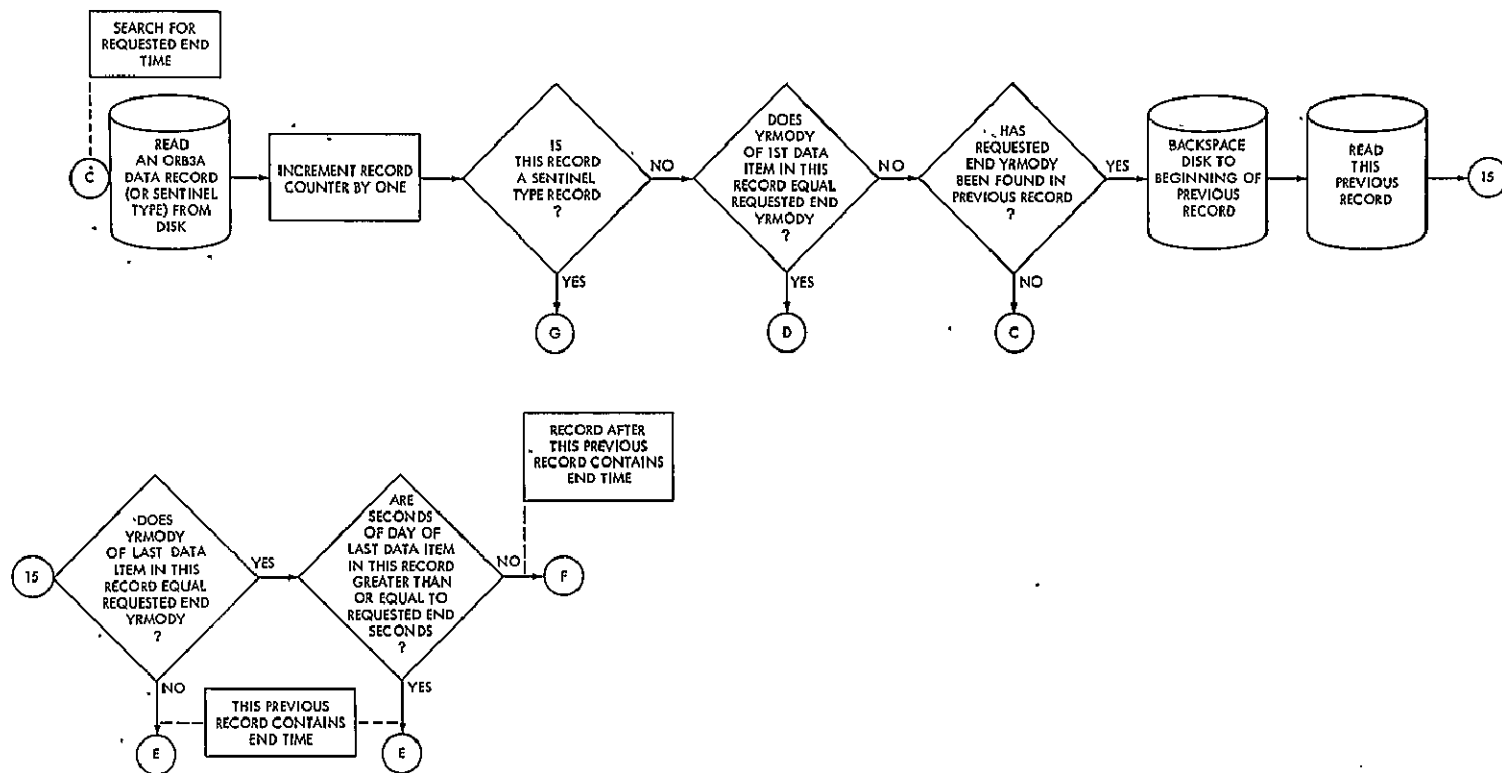 SEARCH FOR
REQUESTED END
TIME
C
READ
AN ORB3A
DATA RECORD
(OR SENTINEL
TYPE) FROM
DISK
INCREMENT RECORD
COUNTER BY ONE
IS
THIS RECORD
A SENTINEL
TYPE RECORD
?
NO
YES
G
DOES
YRMODY
OF 1ST DATA
ITEM IN THIS
RECORD EQUAL
REQUESTED END
YRMODY
?
NO
YES
D
HAS
REQUESTED
END YRMODY
BEEN FOUND IN
PREVIOUS RECORD
?
YES
NO
C
BACKSPACE
DISK TO
BEGINNING OF
PREVIOUS
RECORD
READ
THIS
PREVIOUS
RECORD
15
15
DOES
YRMODY
OF LAST DATA
ITEM IN THIS
RECORD EQUAL
REQUESTED END
YRMODY
?
YES
NO
E
ARE
SECONDS
OF DAY OF
LAST DATA ITEM
IN THIS RECORD
GREATER THAN
OR EQUAL TO
REQUESTED END
SECONDS
?
NO
YES
E
RECORD AFTER
THIS PREVIOUS
RECORD CONTAINS
END TIME
F
THIS PREVIOUS
RECORD CONTAINS
END TIME